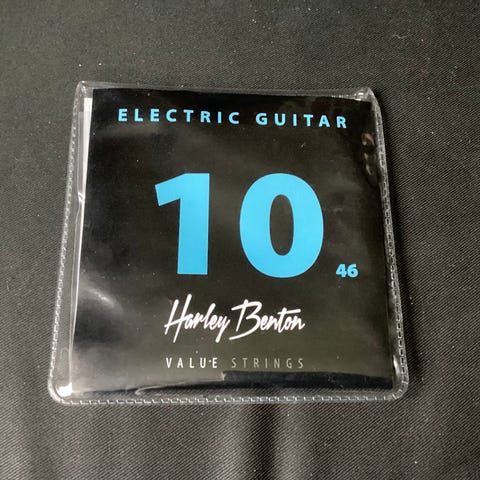 ELECTRIC GUITAR
10
46
Harley Benton
VALUE STRINGS